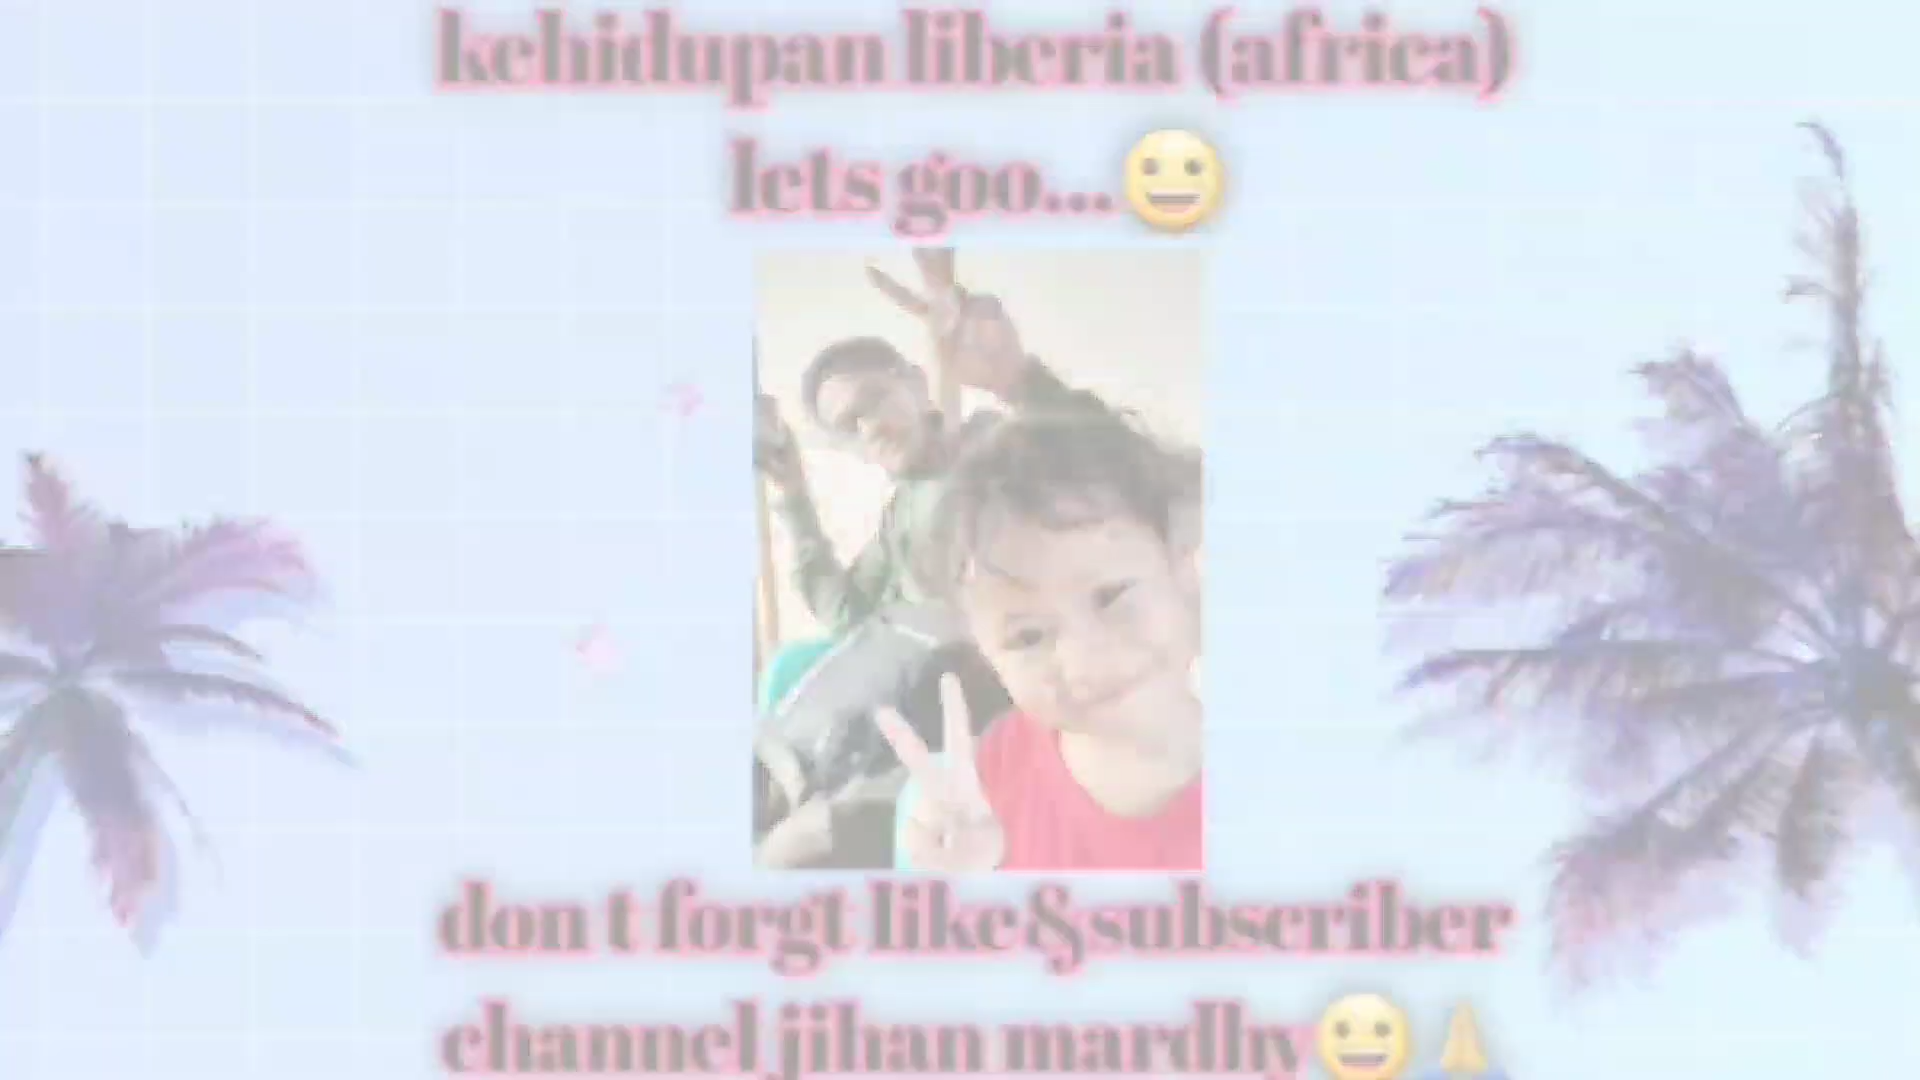 kehidupan liberia (africa)
lets goo...😀
don t forgt like&subscriber
channel jihan mardhy😀🙏